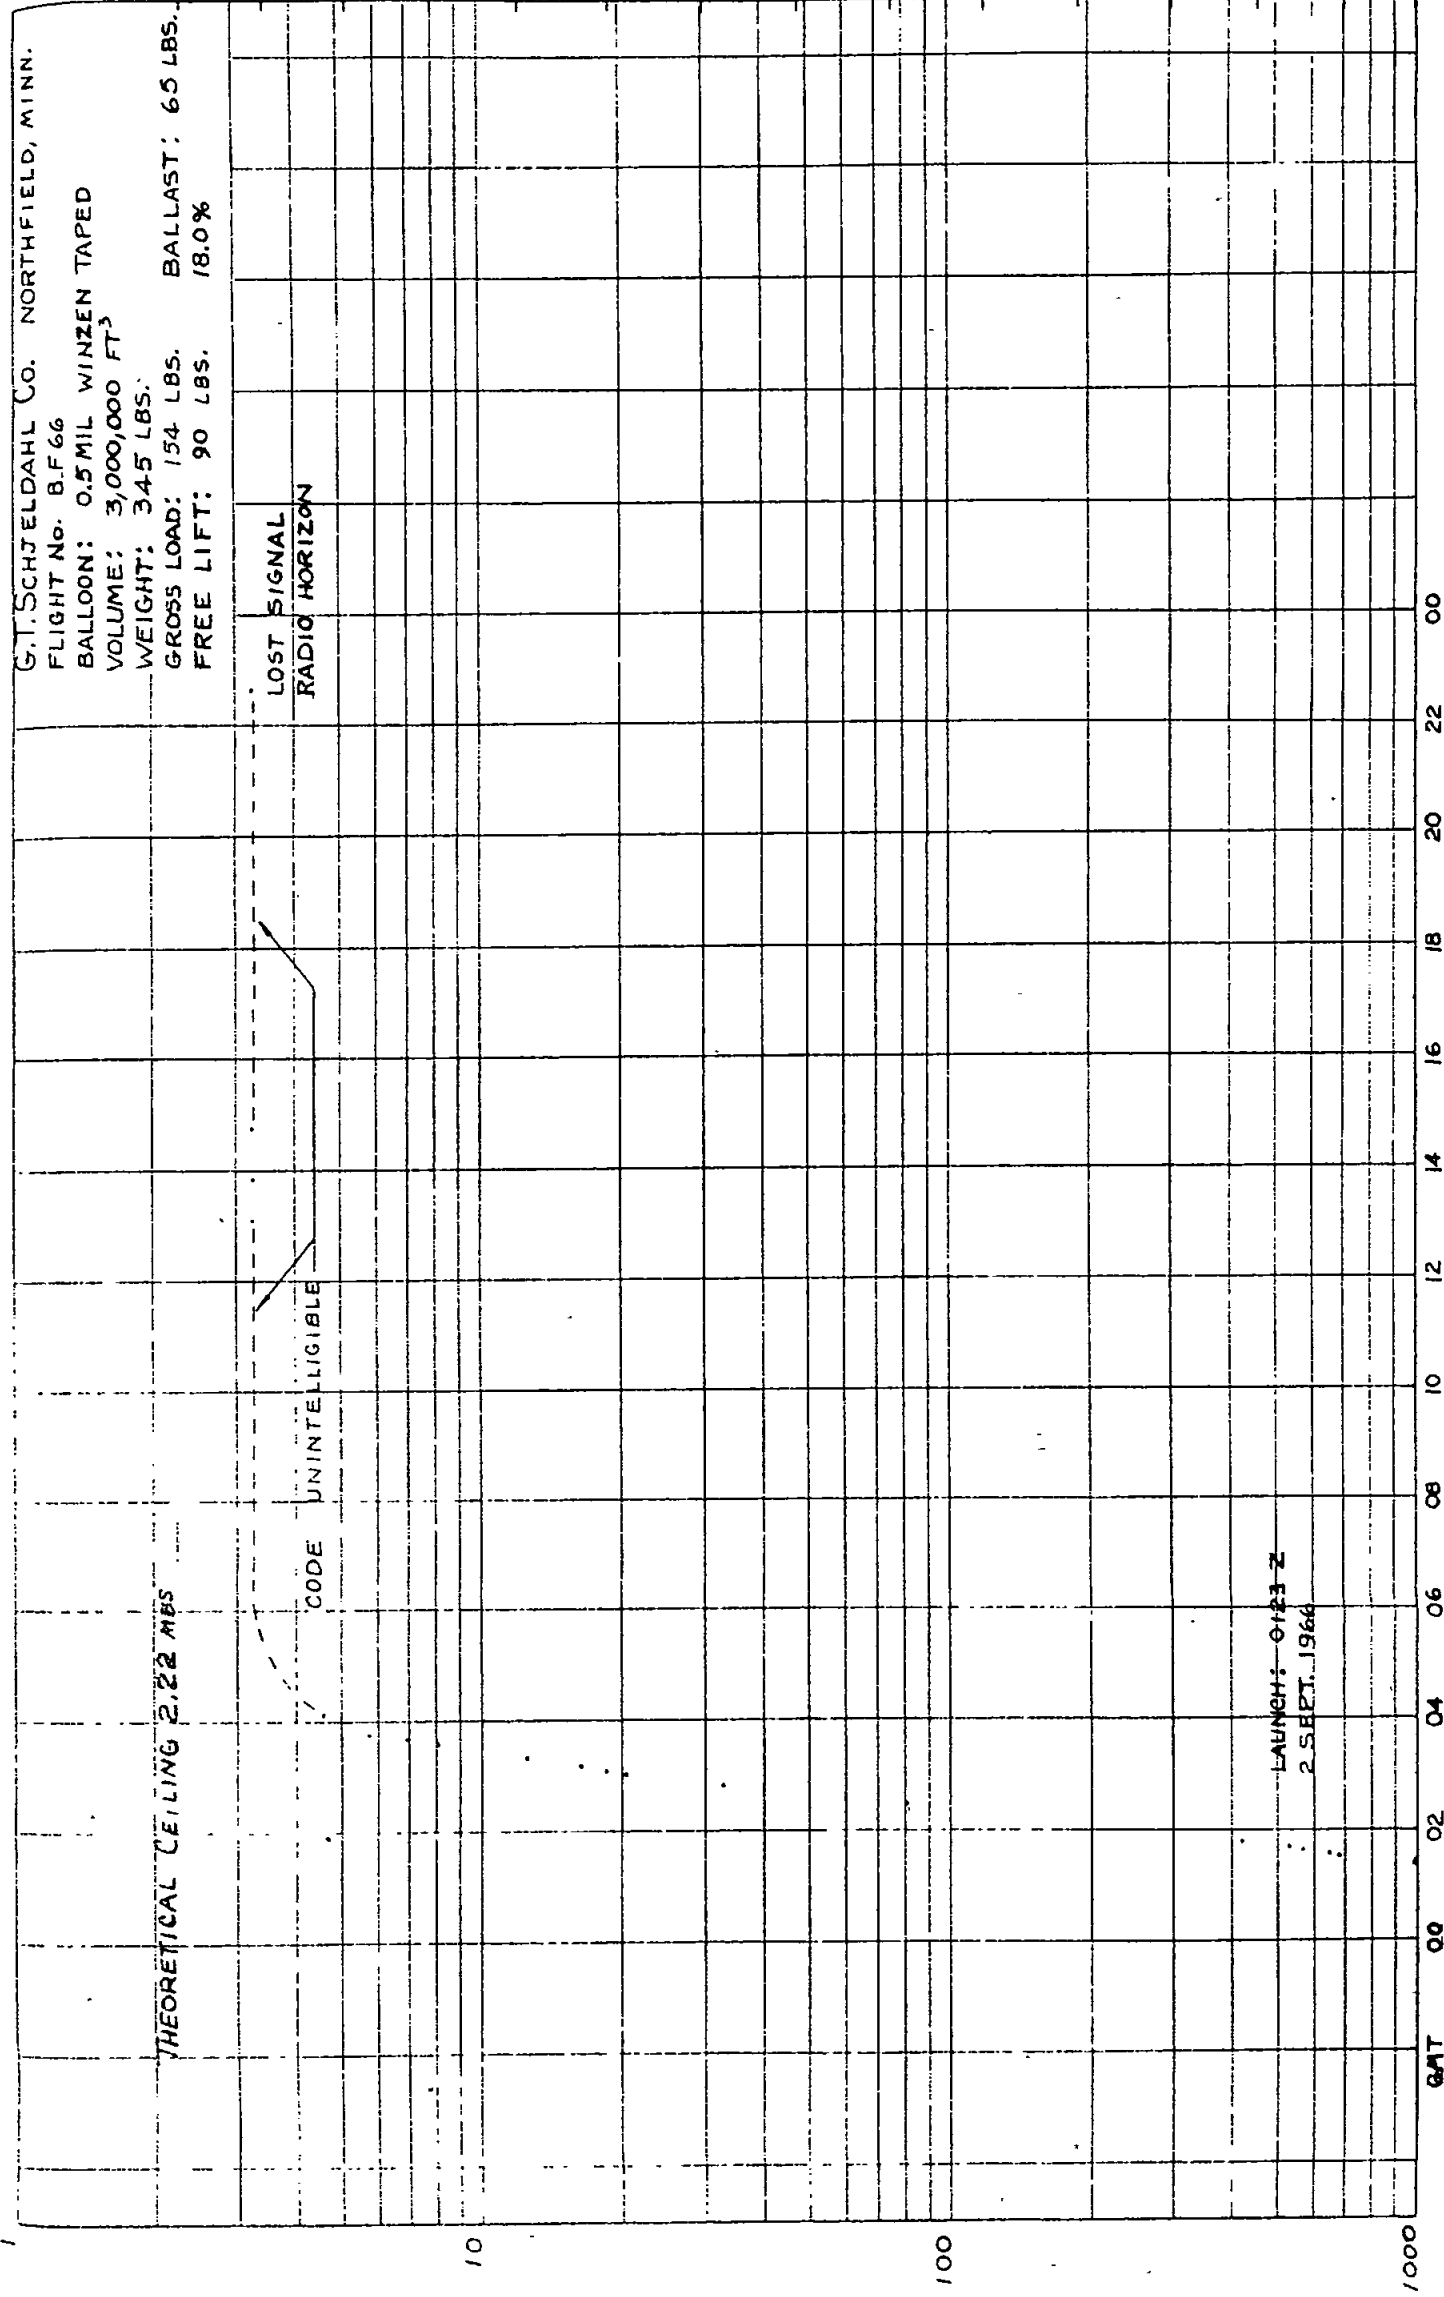 G.T. SCHJELDAHL CO. NORTHFIELD, MINN.
FLIGHT No. B.F 66
BALLOON: 0.5 MIL WINZEN TAPED
VOLUME: 3,000,000 FT³
WEIGHT: 345 LBS.
GROSS LOAD: 154 LBS. BALLAST: 65 LBS.
FREE LIFT: 90 LBS. 18.0%
THEORETICAL CEILING 2.22 MBS
LOST SIGNAL
RADIO HORIZON
CODE UNINTELLIGIBLE
LAUNCH: 0123 Z
2 SEPT. 1966
1
10
100
1000
GMT 00 02 04 06 08 10 12 14 16 18 20 22 00